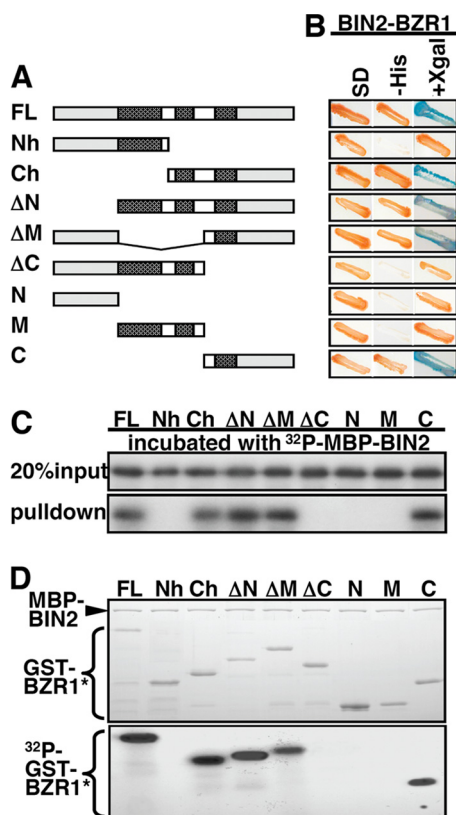 B
BIN2-BZR1
SD
-His
+Xgal
A
FL
Nh
Ch
ΔN
ΔM
ΔC
N
M
C
C
FL Nh Ch ΔN ΔM ΔC N M C
incubated with ³²P-MBP-BIN2
20%input
pulldown
D
FL Nh Ch ΔN ΔM ΔC N M C
MBP-
BIN2
GST-
BZR1*
³²P-
GST-
BZR1*